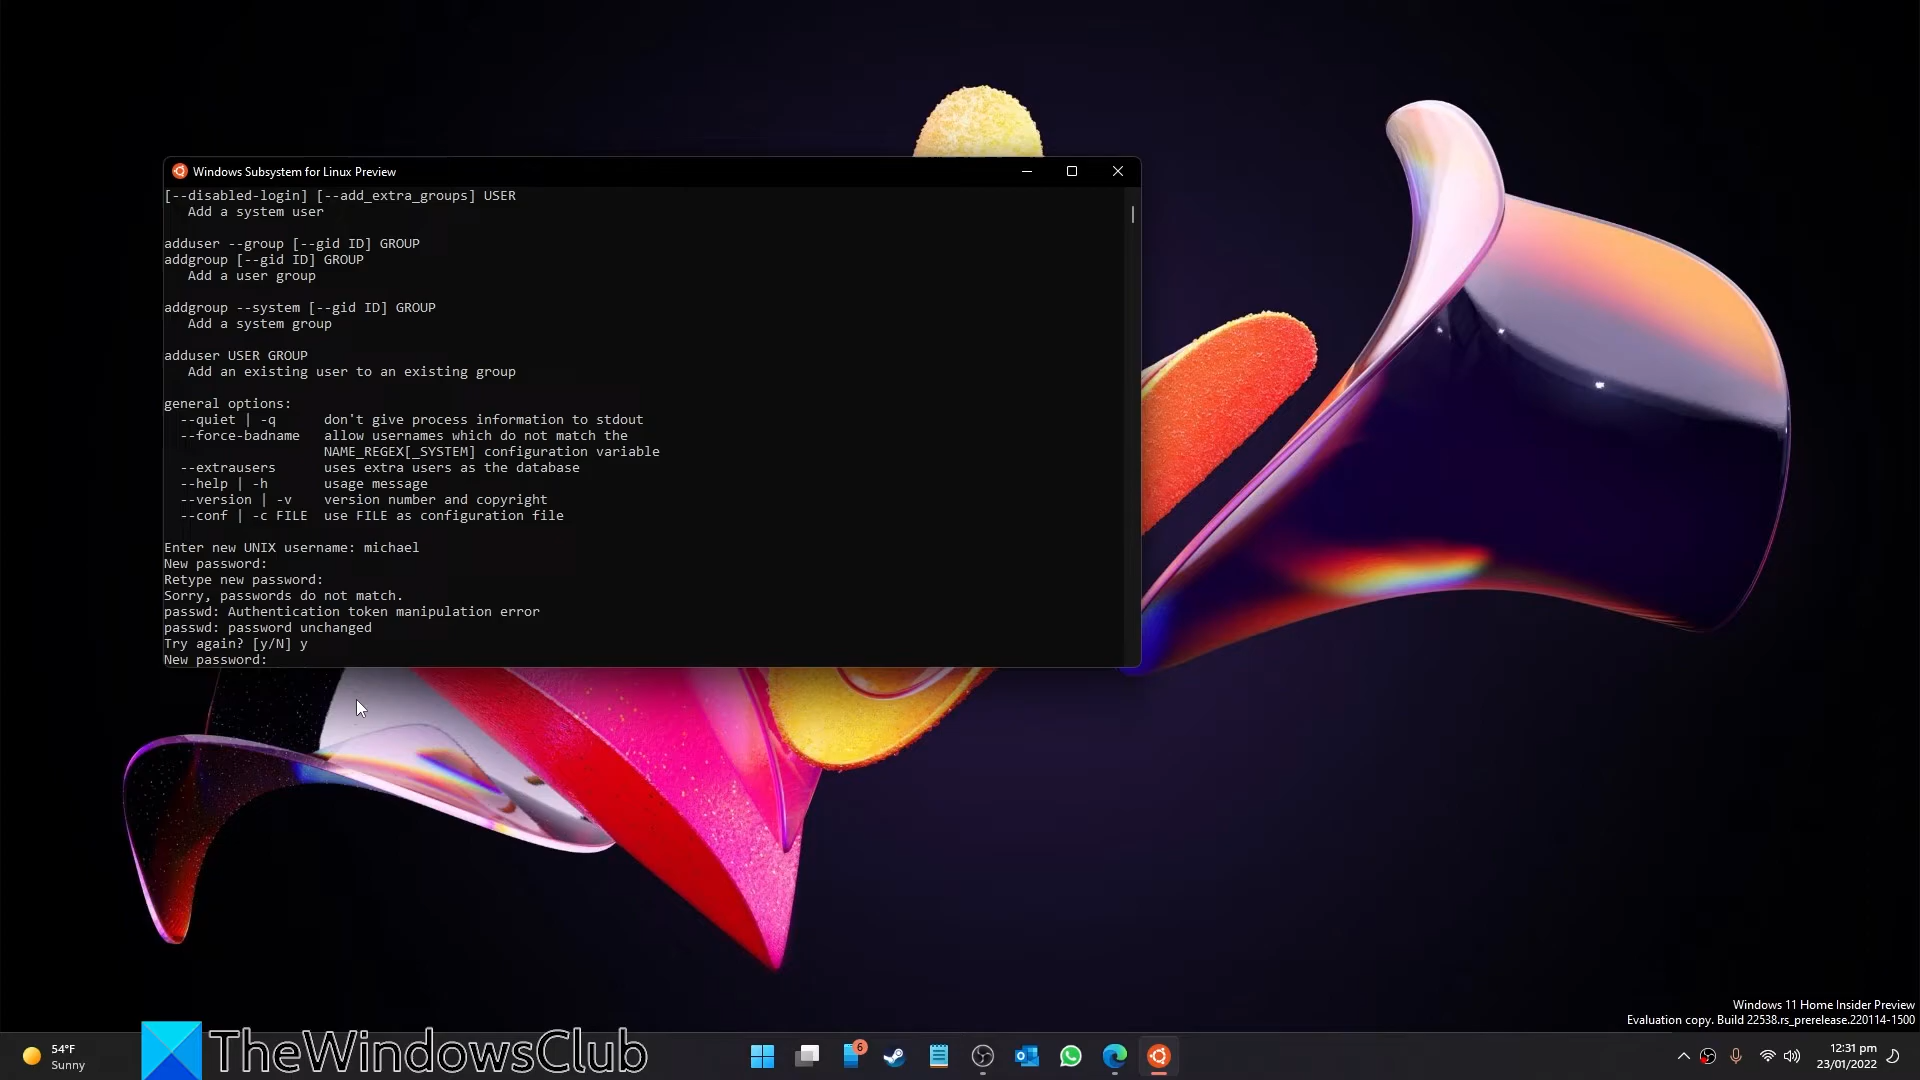 Windows Subsystem for Linux Preview
[--disabled-login] [--add_extra_groups] USER
Add a system user
adduser --group [--gid ID] GROUP
addgroup [--gid ID] GROUP
Add a user group
addgroup --system [--gid ID] GROUP
Add a system group
adduser USER GROUP
Add an existing user to an existing group
general options:
--quiet | -q don't give process information to stdout
--force-badname allow usernames which do not match the
NAME_REGEX[_SYSTEM] configuration variable
--extrausers uses extra users as the database
--help | -h usage message
--version | -v version number and copyright
--conf | -c FILE use FILE as configuration file
Enter new UNIX username: michael
New password:
Retype new password:
Sorry, passwords do not match.
passwd: Authentication token manipulation error
passwd: password unchanged
Try again? [y/N] y
New password:
Windows 11 Home Insider Preview
Evaluation copy. Build 22538.rs_prerelease.220114-1500
54°F
Sunny
TheWindowsClub
6
12:31 pm
23/01/2022